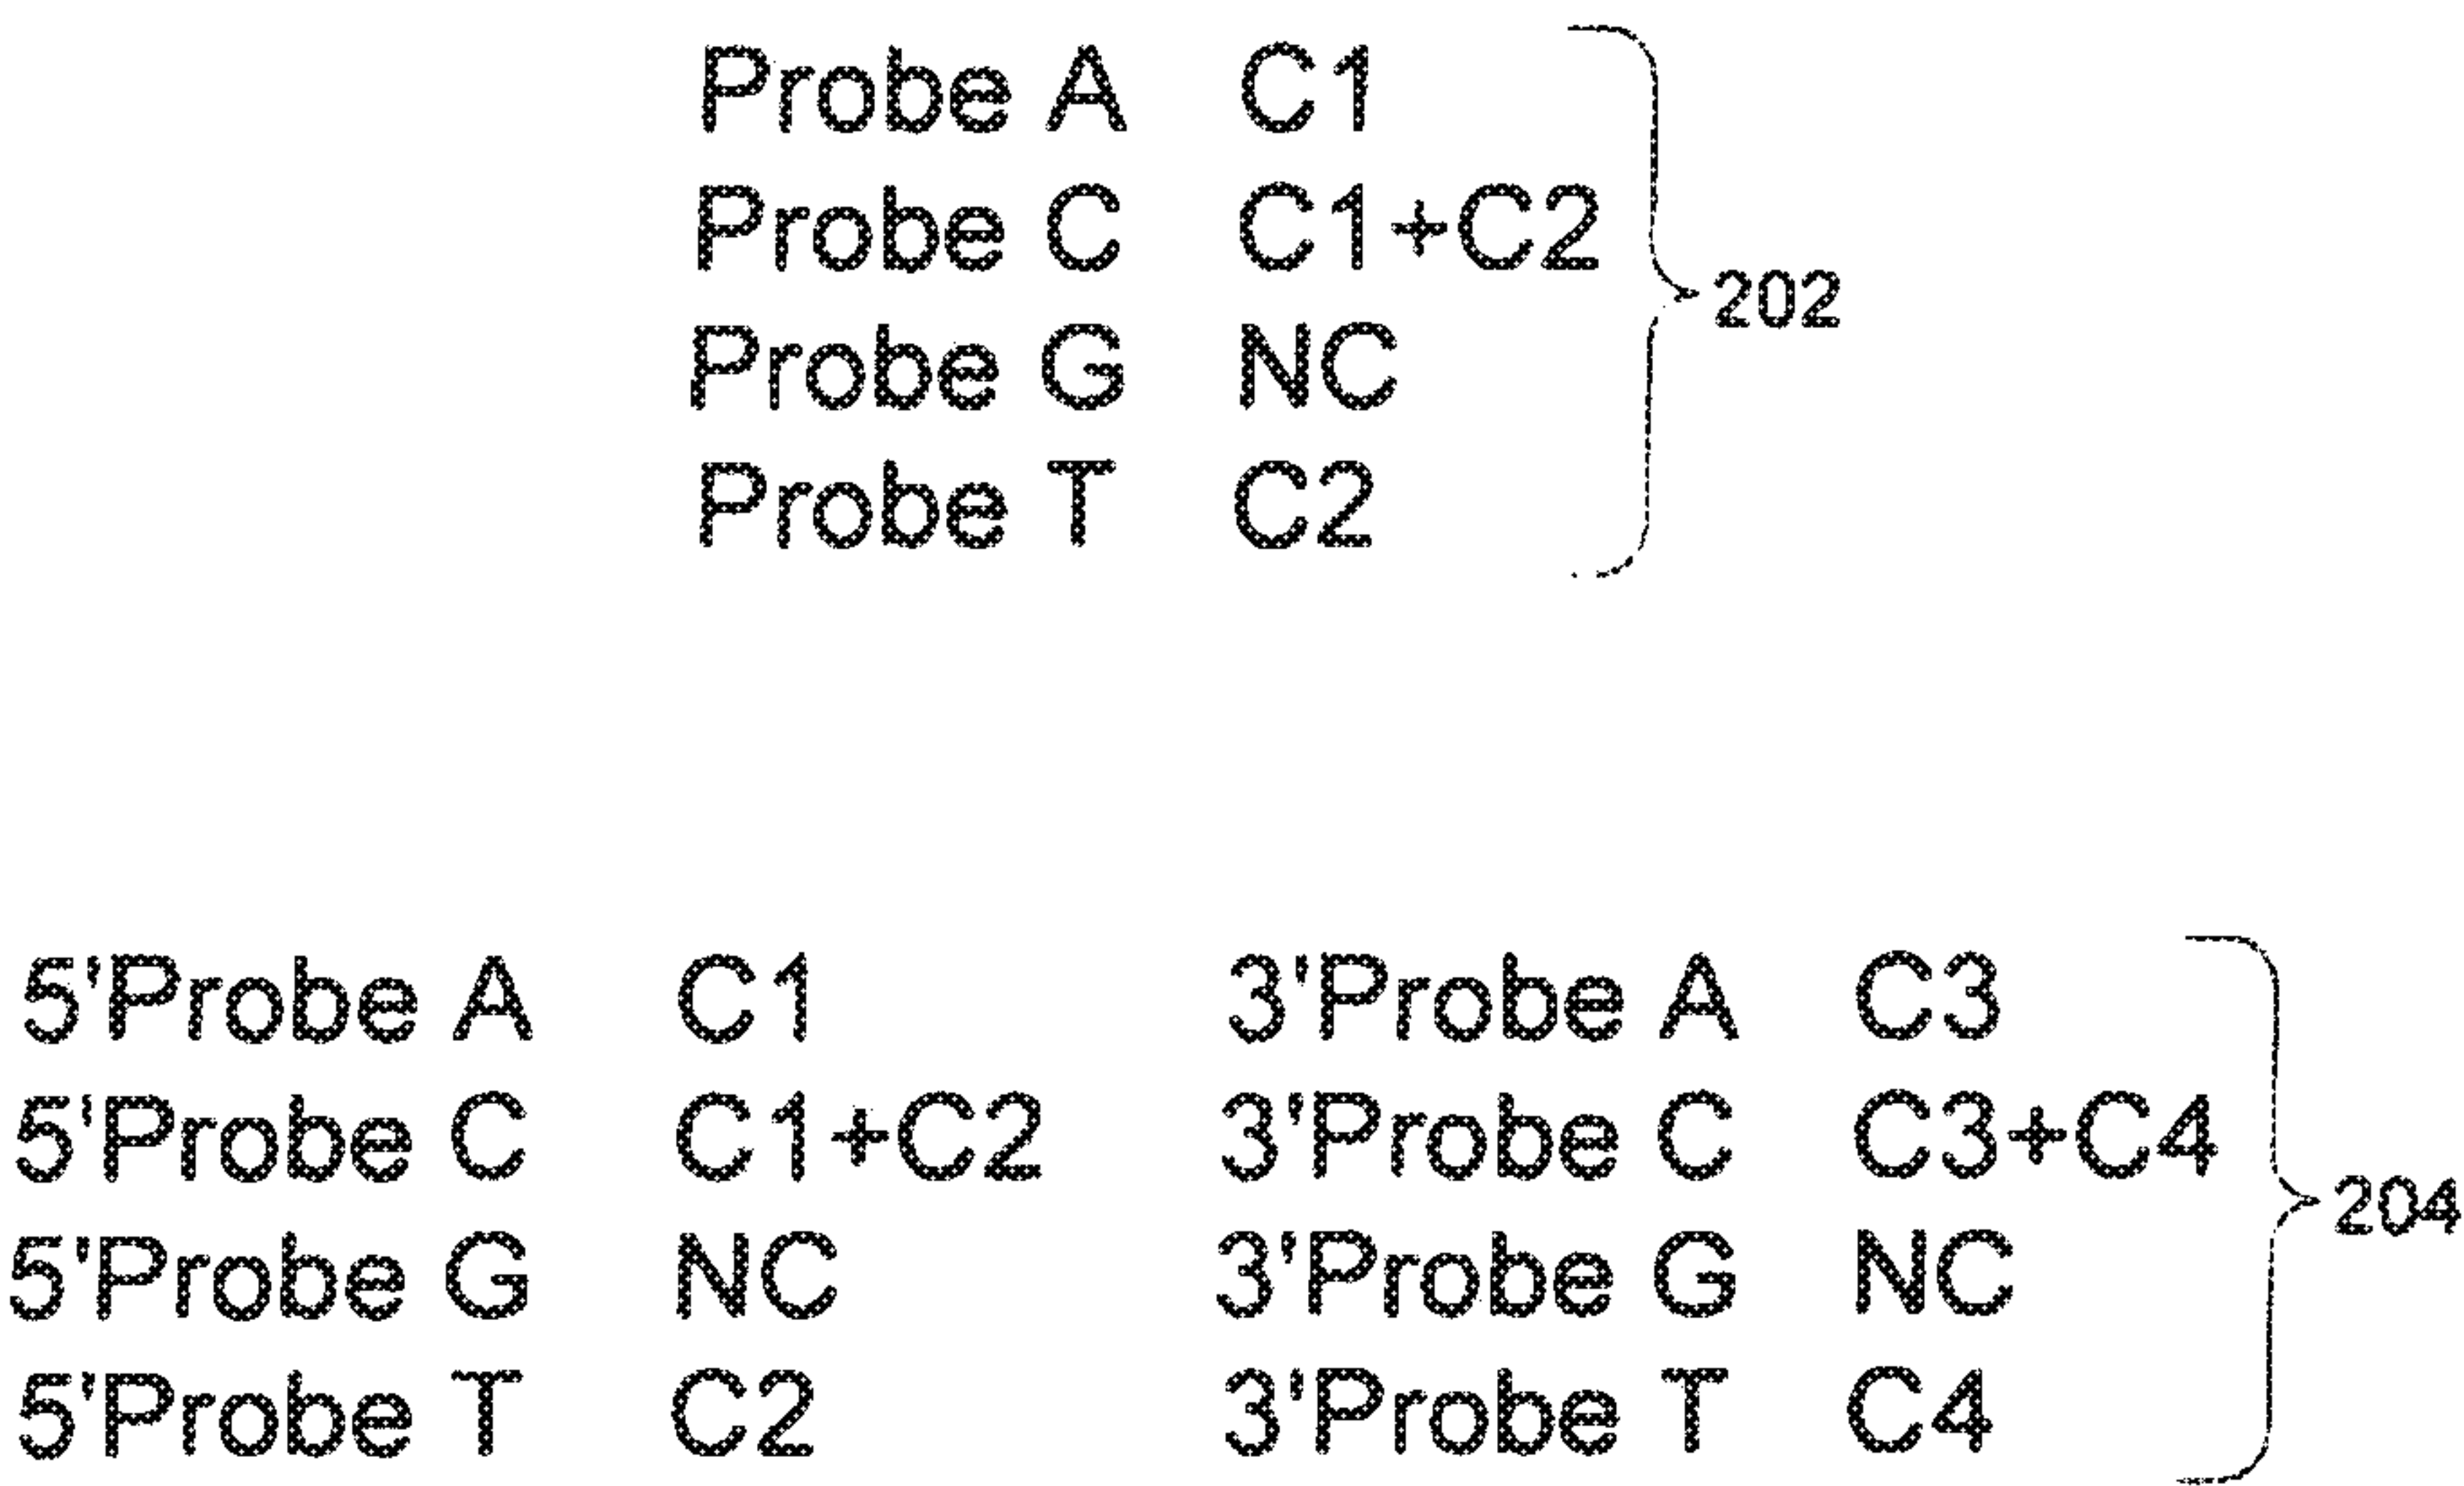 Probe A C1
Probe C C1+C2
202
Probe G NC
Probe T C2
5'Probe A C1 3'Probe A C3
5'Probe C C1+C2 3'Probe C C3+C4
204
5'Probe G NC 3'Probe G NC
5'Probe T C2 3'Probe T C4